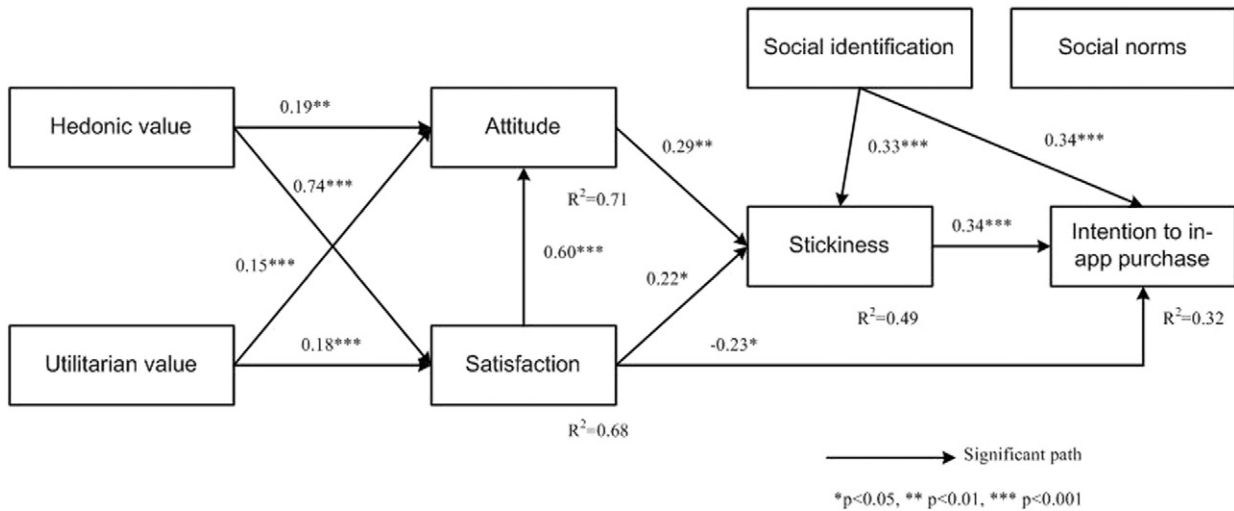 Social identification
Social norms
Hedonic value
0.19**
Attitude
0.29**
0.33***
0.34***
0.74***
R²=0.71
Stickiness
0.34***
Intention to in-
app purchase
0.15***
0.60***
0.22*
R²=0.49
R²=0.32
Utilitarian value
0.18***
Satisfaction
-0.23*
R²=0.68
Significant path
*p<0.05, ** p<0.01, *** p<0.001